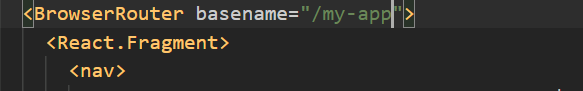 <BrowserRouter basename="/my-app">
<React.Fragment>
<nav>